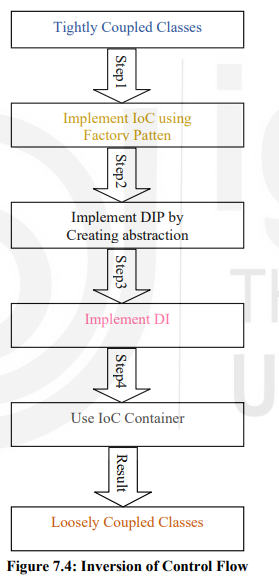 Tightly Coupled Classes
Step1
Implement IoC using
Factory Patten
Step2
Implement DIP by
Creating abstraction
Step3
Implement DI
Step4
Use IoC Container
Result
Loosely Coupled Classes
Figure 7.4: Inversion of Control Flow